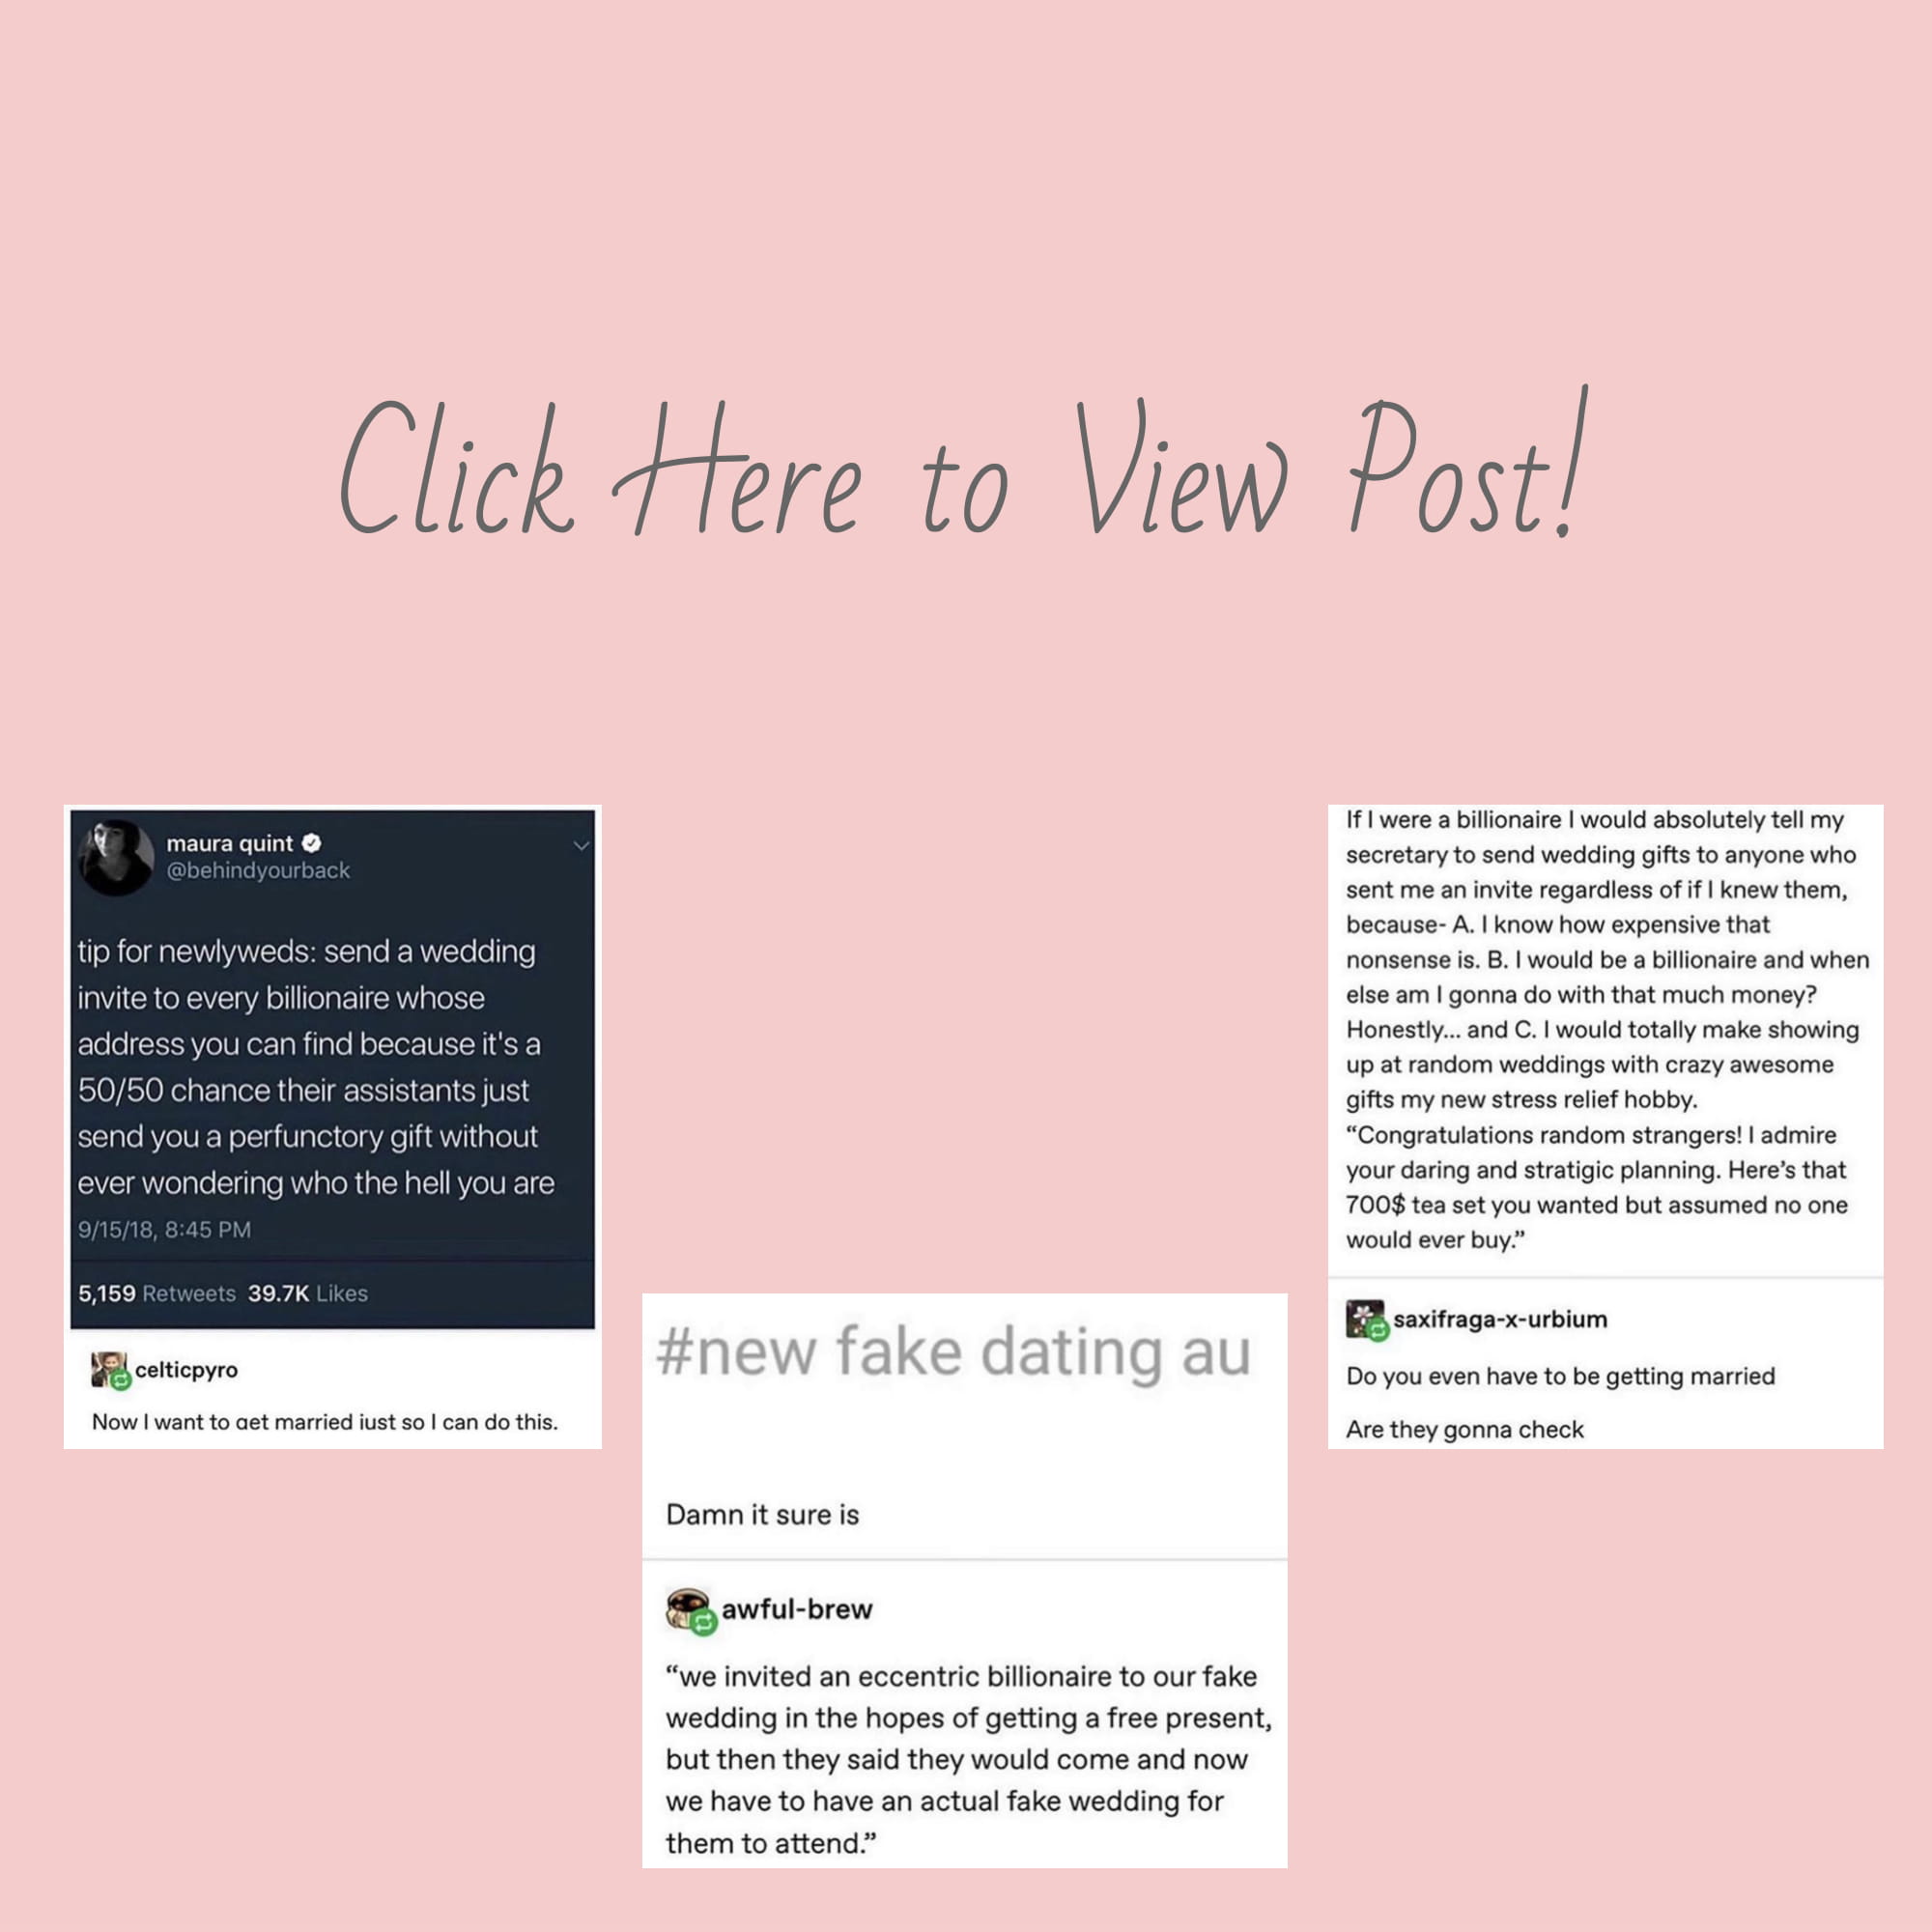 Click Here to View Post!
maura quint
@behindyourback
tip for newlyweds: send a wedding
invite to every billionaire whose
address you can find because it's a
50/50 chance their assistants just
send you a perfunctory gift without
ever wondering who the hell you are
9/15/18, 8:45 PM
5,159 Retweets 39.7K Likes
celticpyro
Now I want to get married just so I can do this.
If I were a billionaire I would absolutely tell my
secretary to send wedding gifts to anyone who
sent me an invite regardless of if I knew them,
because- A. I know how expensive that
nonsense is. B. I would be a billionaire and when
else am I gonna do with that much money?
Honestly... and C. I would totally make showing
up at random weddings with crazy awesome
gifts my new stress relief hobby.
“Congratulations random strangers! I admire
your daring and stratigic planning. Here’s that
700$ tea set you wanted but assumed no one
would ever buy.”
saxifraga-x-urbium
Do you even have to be getting married
Are they gonna check
#new fake dating au
Damn it sure is
awful-brew
“we invited an eccentric billionaire to our fake
wedding in the hopes of getting a free present,
but then they said they would come and now
we have to have an actual fake wedding for
them to attend.”